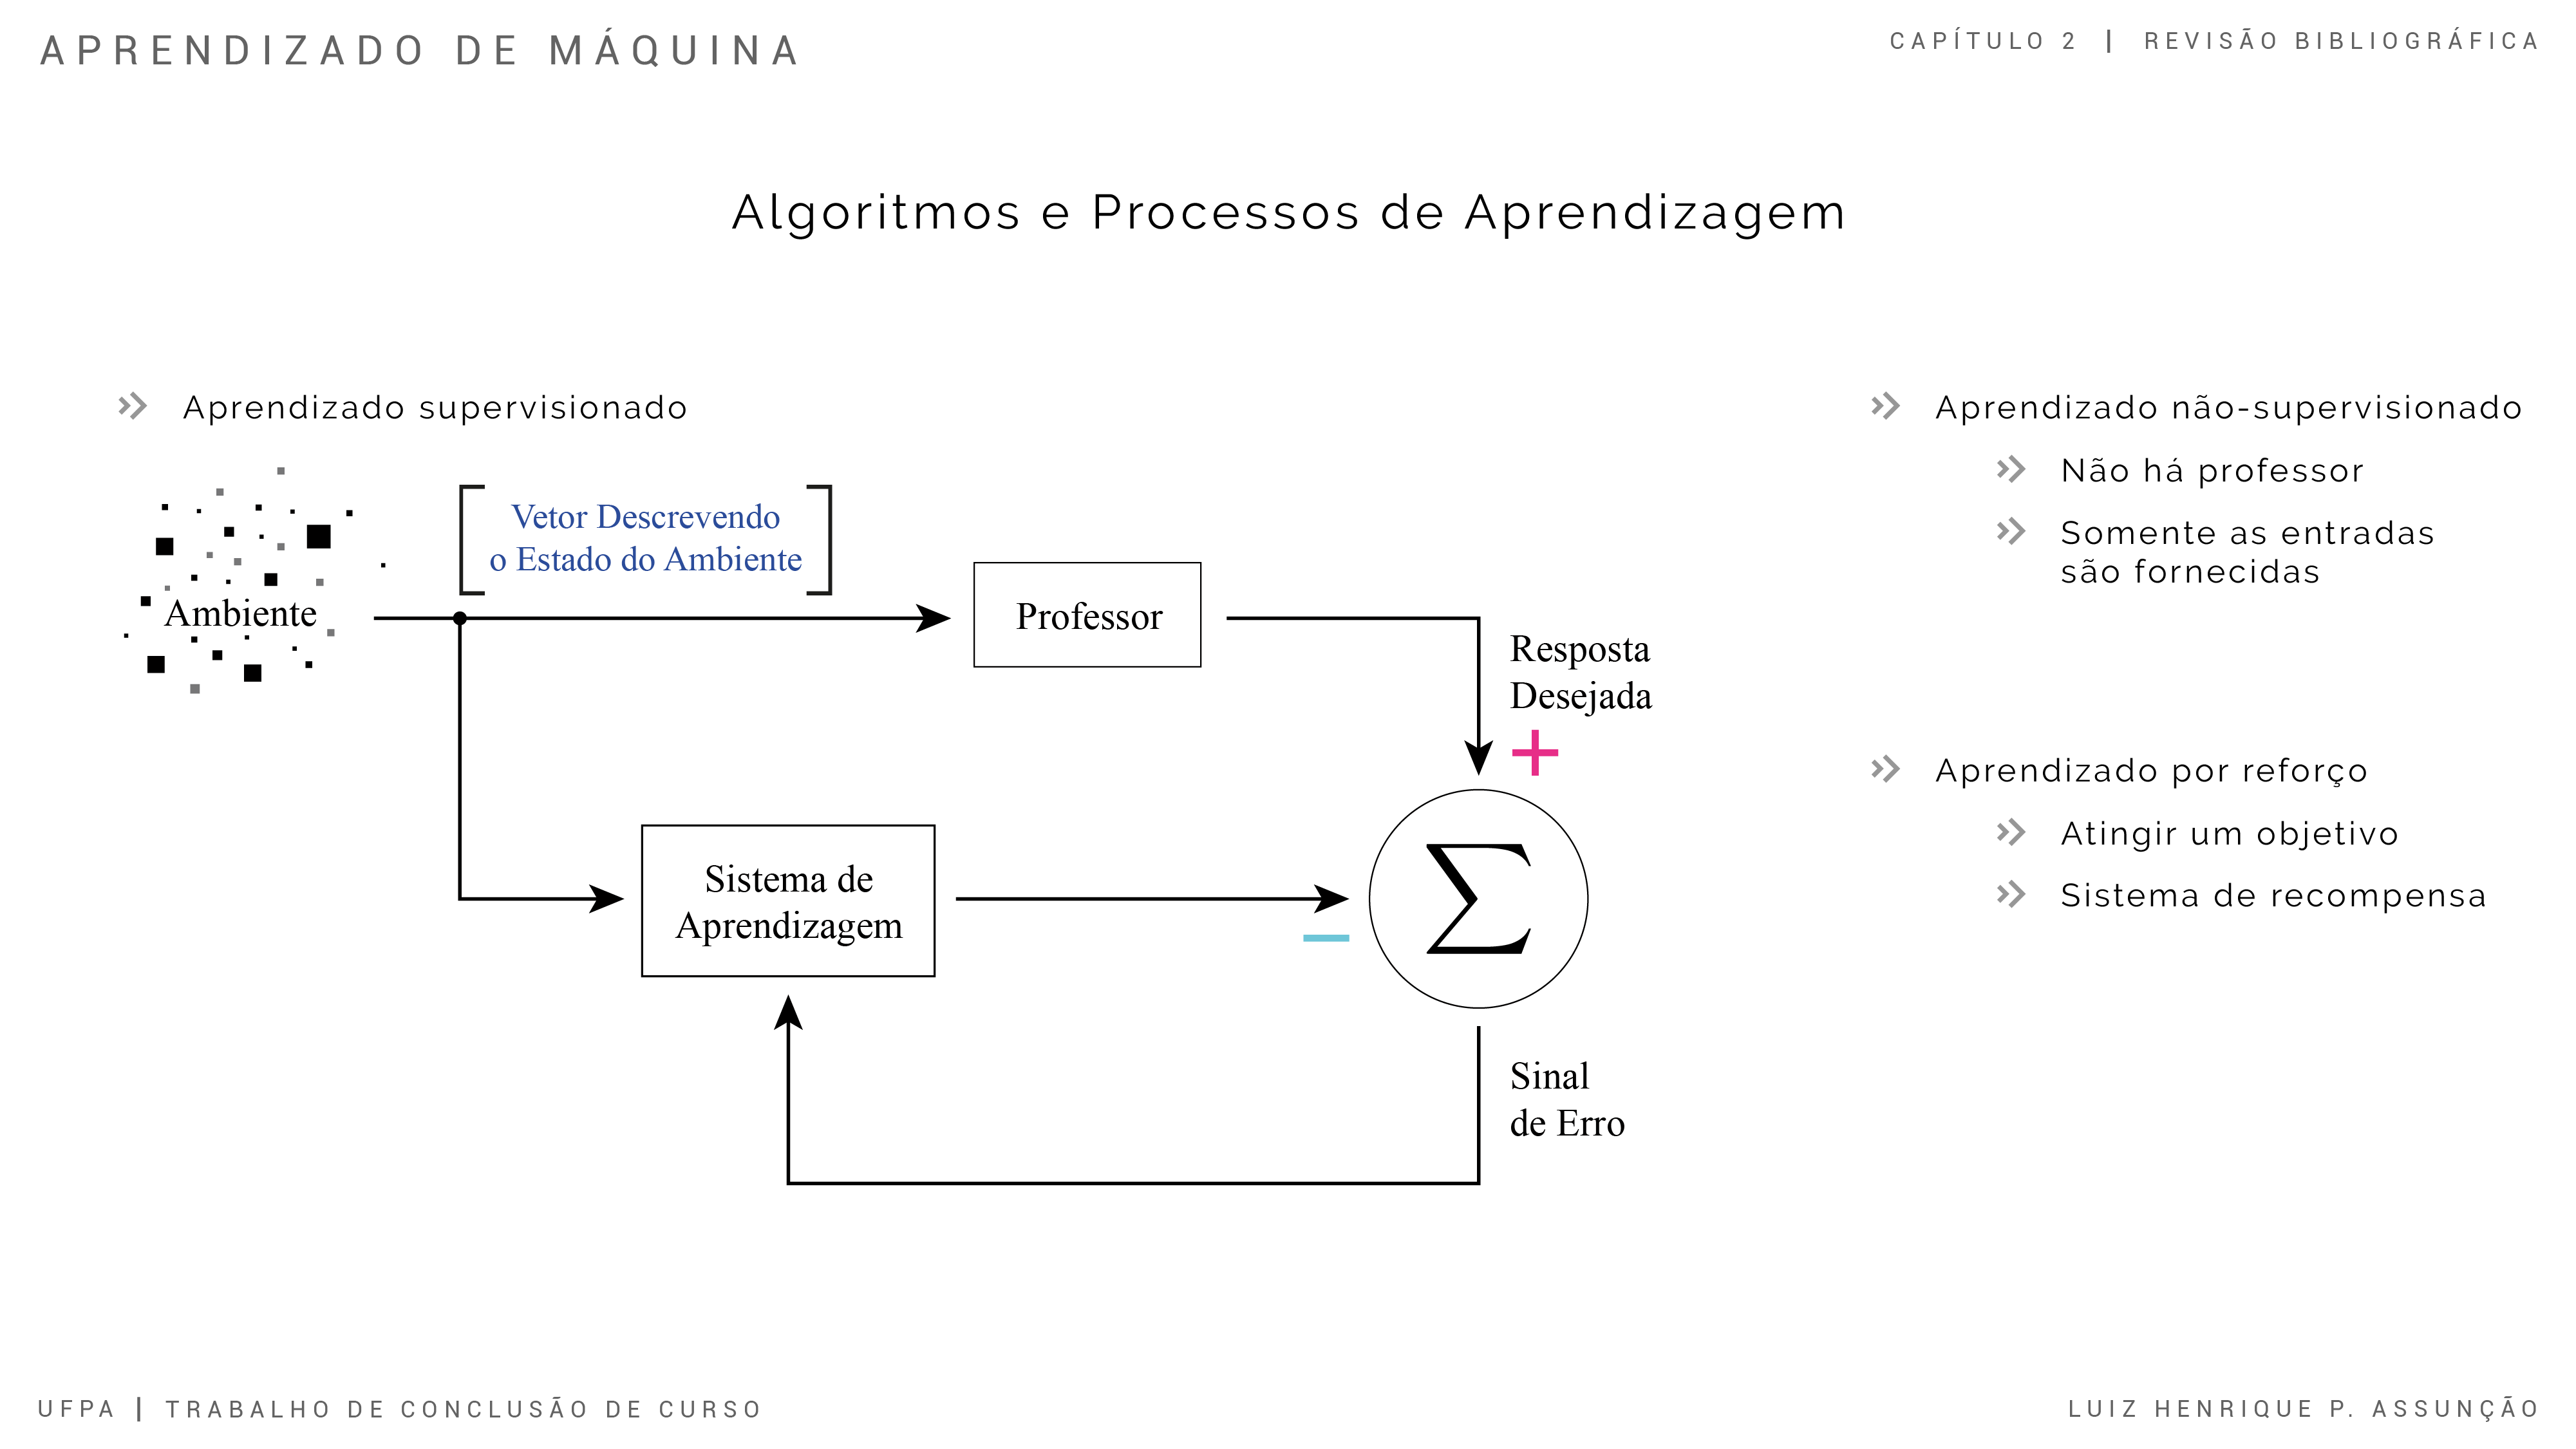 APRENDIZADO DE MÁQUINA
CAPÍTULO 2 | REVISÃO BIBLIOGRÁFICA
Algoritmos e Processos de Aprendizagem
Aprendizado supervisionado
Vetor Descrevendo
o Estado do Ambiente
Ambiente
Professor
Resposta
Desejada
+
Sistema de
Aprendizagem
−
∑
Sinal
de Erro
Aprendizado não-supervisionado
Não há professor
Somente as entradas
são fornecidas
Aprendizado por reforço
Atingir um objetivo
Sistema de recompensa
UFPA | TRABALHO DE CONCLUSÃO DE CURSO
LUIZ HENRIQUE P. ASSUNÇÃO